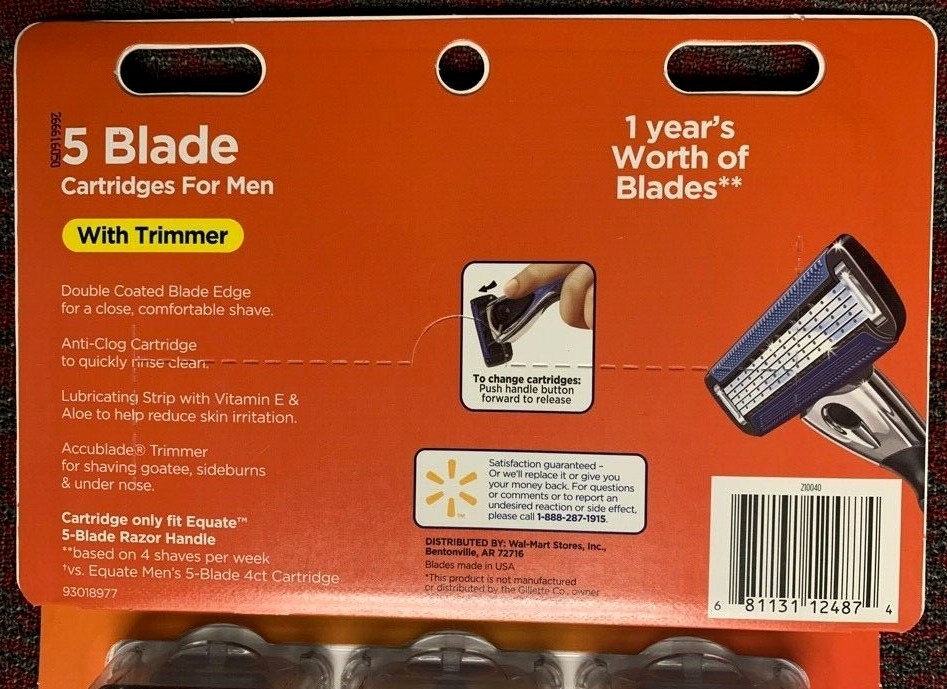 266619050
5 Blade
Cartridges For Men
With Trimmer
Double Coated Blade Edge
for a close, comfortable shave.
Anti-Clog Cartridge
to quickly rinse clean.
Lubricating Strip with Vitamin E &
Aloe to help reduce skin irritation.
Accublade® Trimmer
for shaving goatee, sideburns
& under nose.
Cartridge only fit Equate™
5-Blade Razor Handle
**based on 4 shaves per week
†vs. Equate Men's 5-Blade 4ct Cartridge
93018977
1 year's
Worth of
Blades**
To change cartridges:
Push handle button
forward to release
Satisfaction guaranteed –
Or we'll replace it or give you
your money back. For questions
or comments or to report an
undesired reaction or side effect,
please call 1-888-287-1915.
TM
DISTRIBUTED BY: Wal-Mart Stores, Inc.,
Bentonville, AR 72716
Blades made in USA
*This product is not manufactured
or distributed by the Gillette Co., owner
210040
6 81131 12487 4